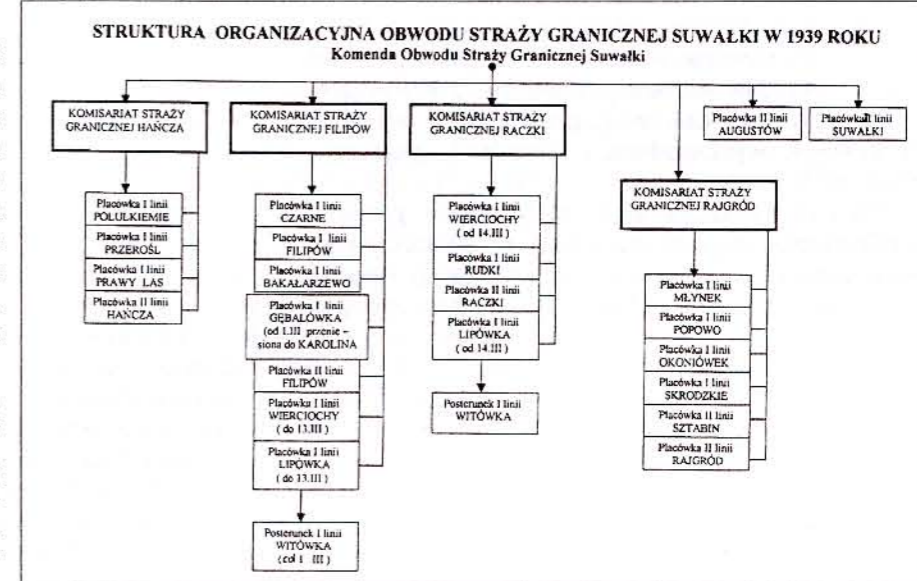 STRUKTURA ORGANIZACYJNA OBWODU STRAŻY GRANICZNEJ SUWAŁKI W 1939 ROKU
Komenda Obwodu Straży Granicznej Suwałki
KOMISARIAT STRAŻY
GRANICZNEJ HAŃCZA
Placówka I linii
POLULKIEMIE
Placówka I linii
PRZEROŚL
Placówka I linii
PRAWY LAS
Placówka II linii
HAŃCZA
KOMISARIAT STRAŻY
GRANICZNEJ FILIPÓW
Placówka I linii
CZARNE
Placówka I linii
FILIPÓW
Placówka I linii
BAKAŁARZEWO
Placówka I linii
GĘBALÓWKA
(od 1.III przenie –
siona do KAROLINA
Placówka II linii
FILIPÓW
Placówka I linii
WIERCIOCHY
( do 13.III )
Placówka I linii
LIPÓWKA
( do 13.III )
Posterunek I linii
WITÓWKA
III )
KOMISARIAT STRAŻY
GRANICZNEJ RACZKI
Placówka I linii
WIERCIOCHY
( od 14.III )
Placówka I linii
RUDKI
Placówka II linii
RACZKI
Placówka I linii
LIPÓWKA
( od 14.III )
Posterunek I linii
WITÓWKA
KOMISARIAT STRAŻY
GRANICZNEJ RAJGRÓD
Placówka I linii
MŁYNEK
Placówka I linii
POPOWO
Placówka I linii
OKONIÓWEK
Placówka I linii
SKRODZKIE
Placówka II linii
SZTABIN
Placówka II linii
RAJGRÓD
Placówka II linii
AUGUSTÓW
Placówka II linii
SUWAŁKI